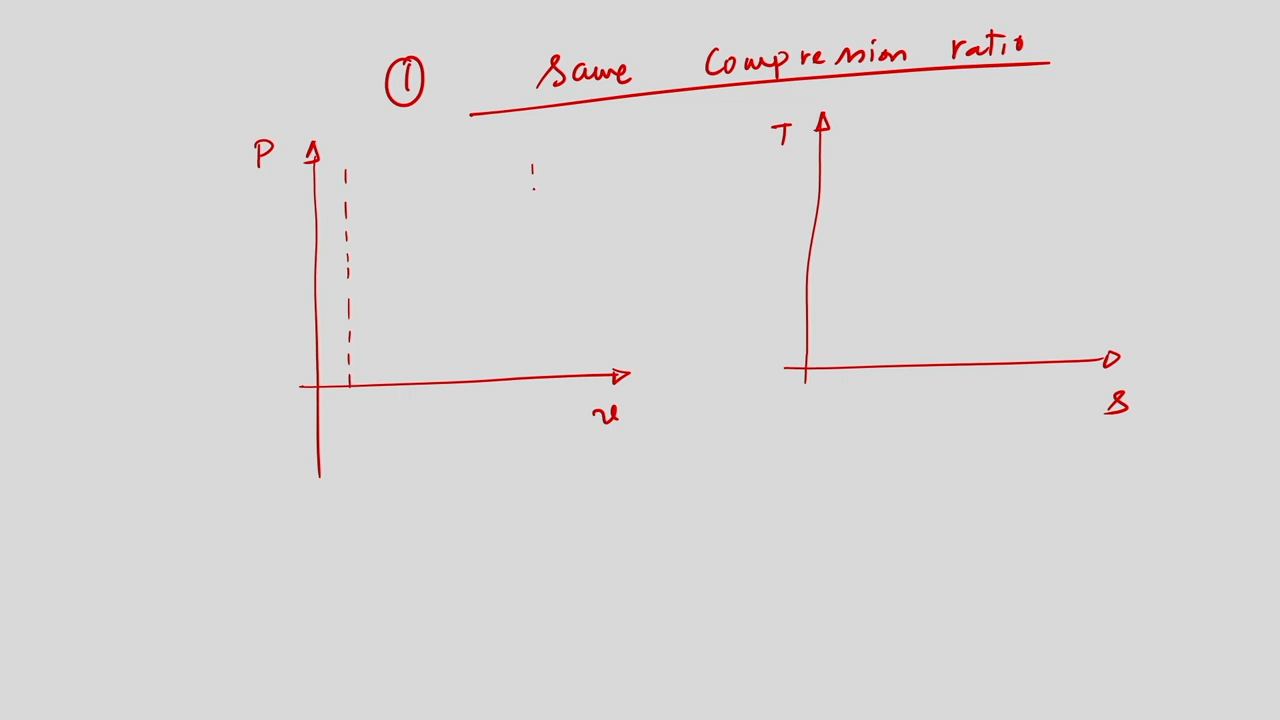 ① Same Compression ratio
P
T
v
s